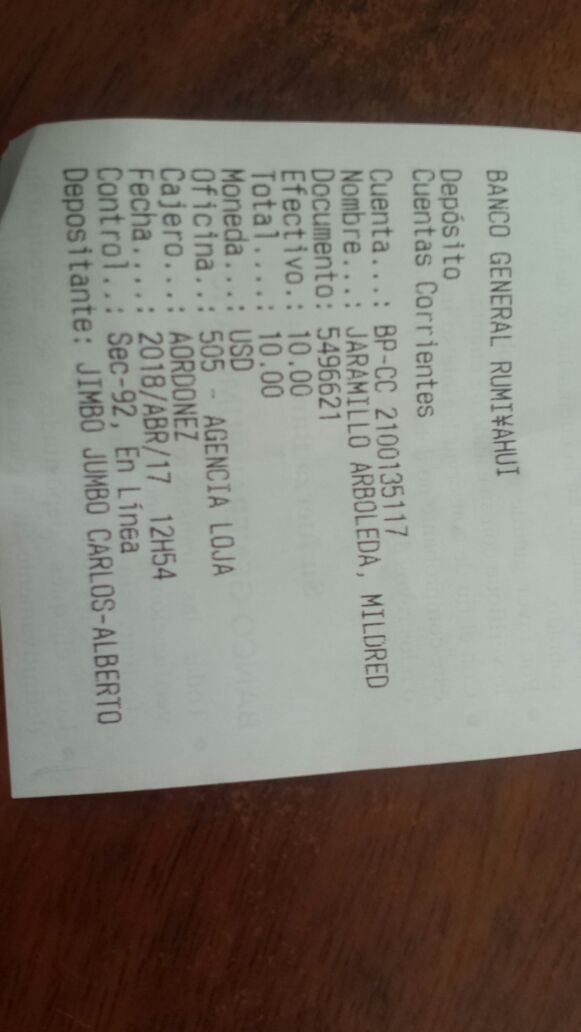 BANCO GENERAL RUMI¥AHUI
Depósito
Cuentas Corrientes
Cuenta...: BP-CC 2100135117
Nombre...: JARAMILLO ARBOLEDA, MILDRED
Documento: 5496621
Efectivo.: 10.00
Total....: 10.00
Moneda...: USD
Oficina..: 505 - AGENCIA LOJA
Cajero...: AORDONEZ
Fecha....: 2018/ABR/17 12H54
Control..: Sec-92, En Línea
Depositante: JIMBO JUMBO CARLOS-ALBERTO